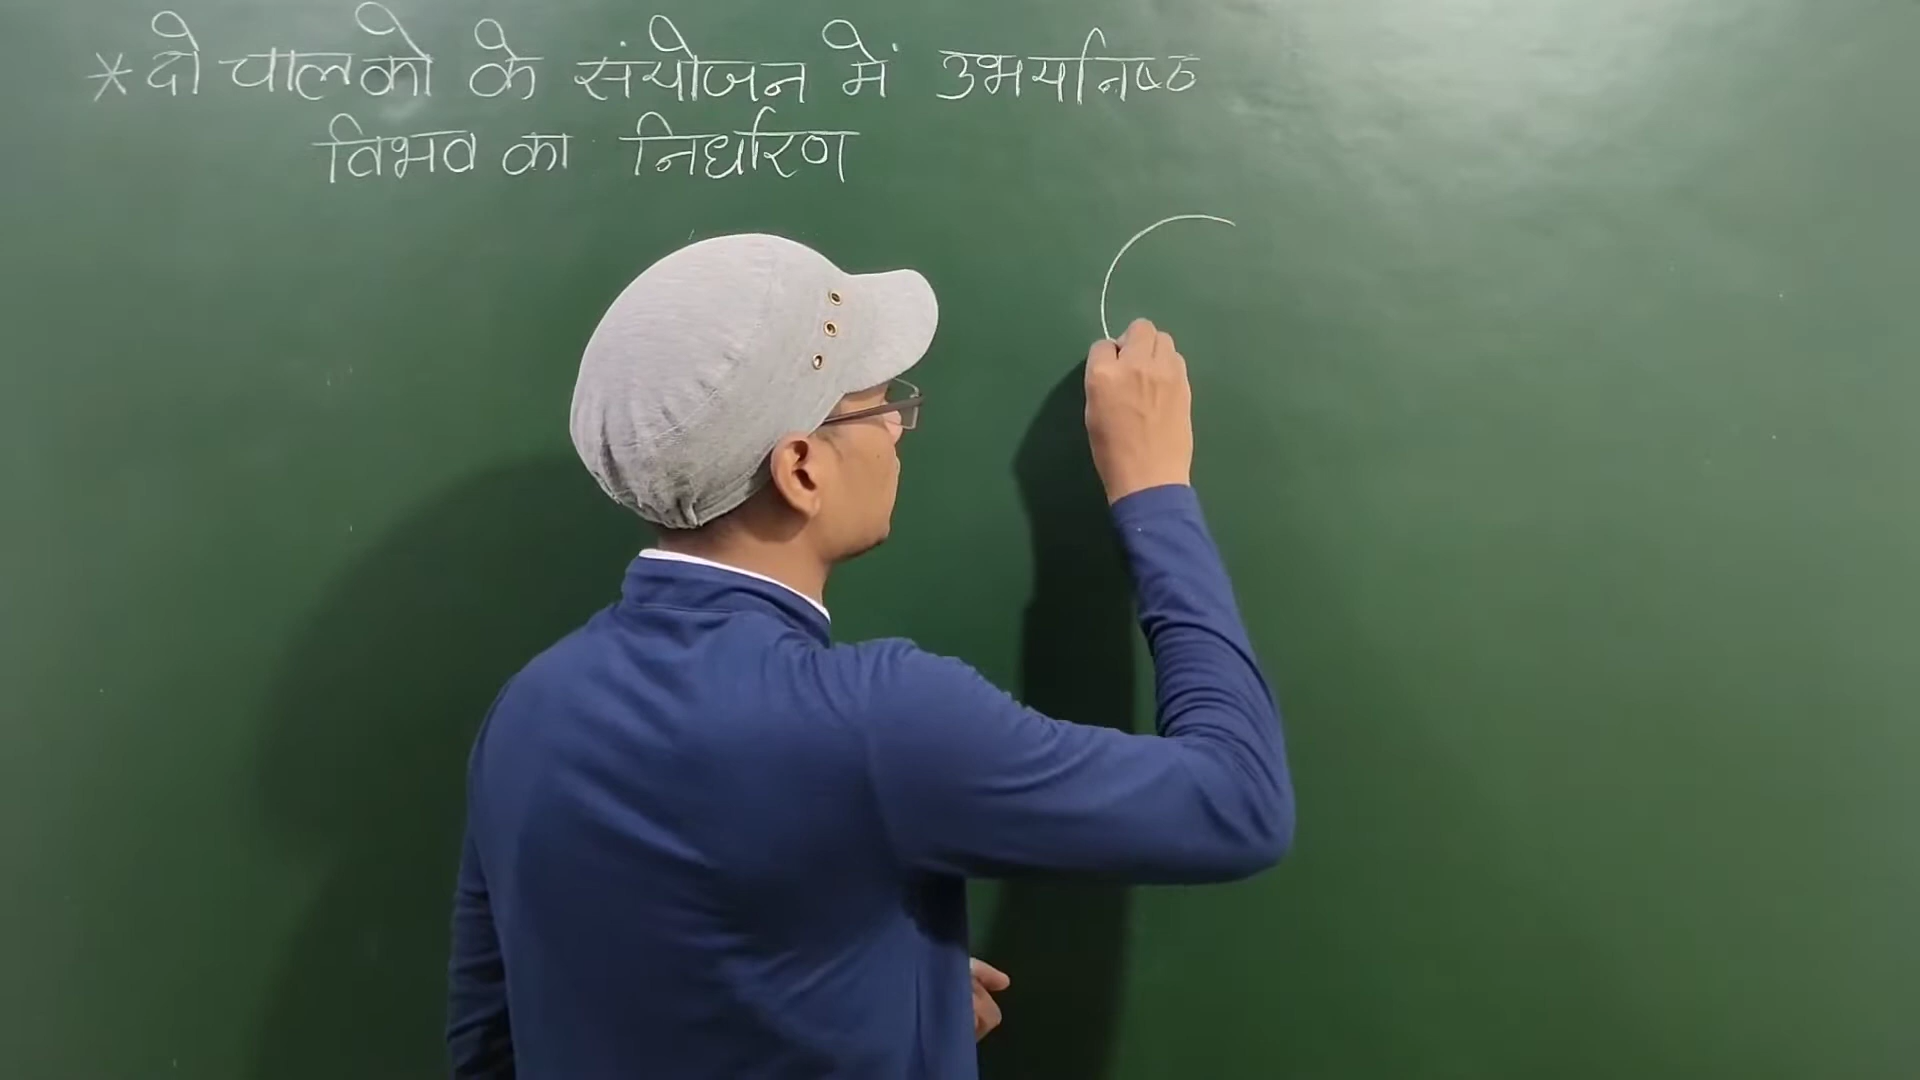 * दो चालको के संयोजन में उभयनिष्ठ
विभव का निर्धारण